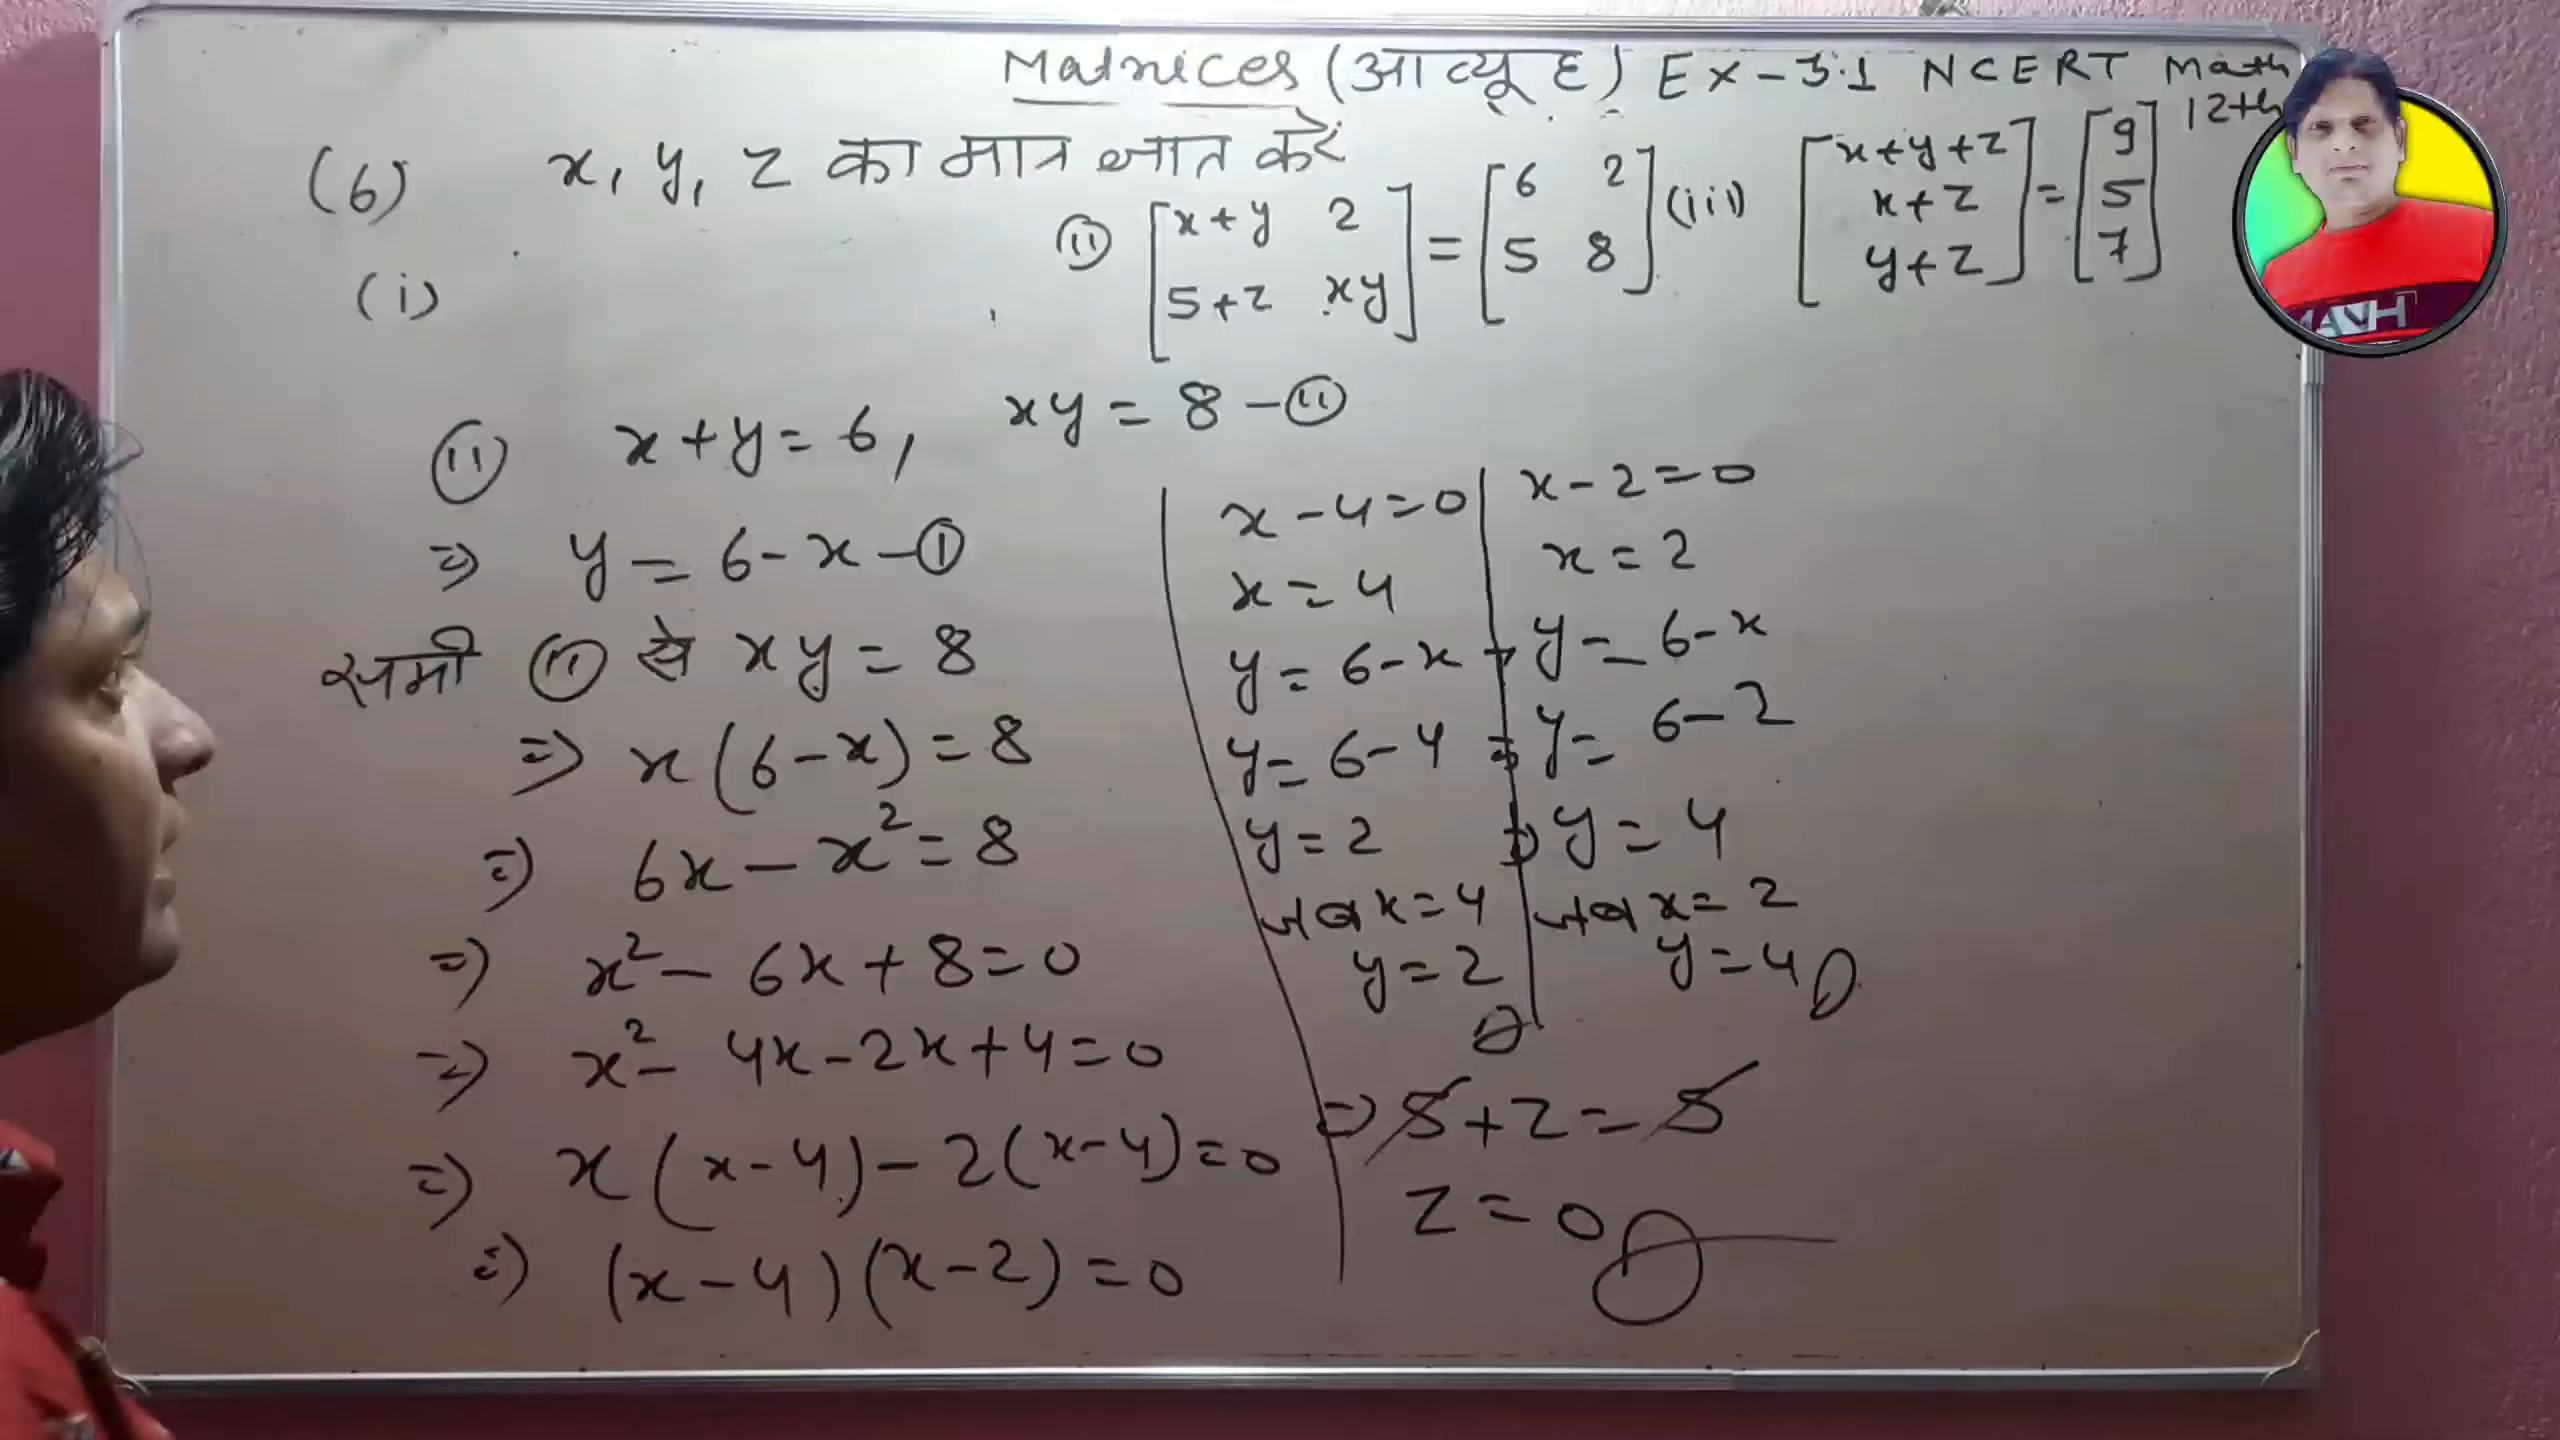 Matrices (आव्यूह) Ex-3.1 NCERT Math
12th
(6) x, y, z का मान ज्ञात करें
(i)
(ii) [x+y 2] = [6 2]
[5+z xy] [5 8]
(iii) [x+y+z] = [9]
[x+z] [5]
[y+z] [7]
(ii) x+y=6, xy=8-(ii)
⇒ y=6-x-(i)
समी (ii) से xy=8
⇒ x(6-x)=8
⇒ 6x-x²=8
⇒ x²-6x+8=0
⇒ x²-4x-2x+4=0
⇒ x(x-4)-2(x-4)=0
⇒ (x-4)(x-2)=0
x-4=0
x=4
y=6-x
y=6-4
y=2
जब x=4
y=2
x-2=0
x=2
⇒ y=6-x
⇒ y=6-2
⇒ y=4
जब x=2
y=4
⇒ 5+z=5
z=0
MATH